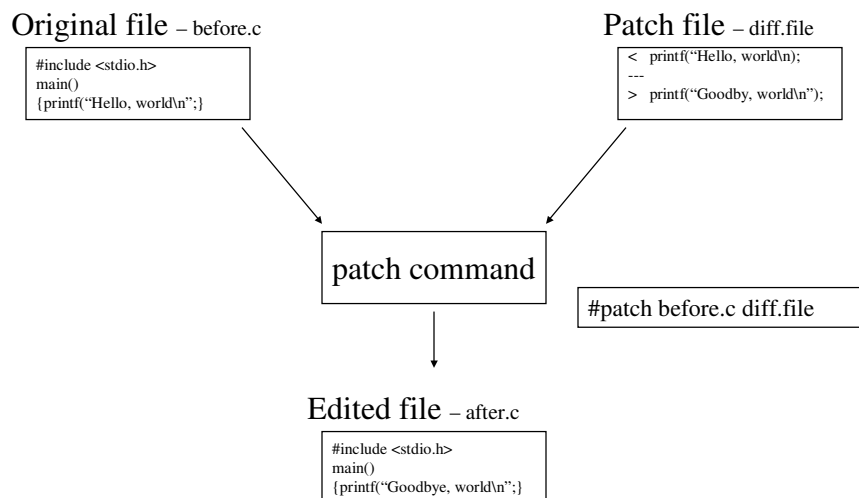 Original file – before.c
#include <stdio.h>
main()
{printf(“Hello, world\n”;}
Patch file – diff.file
< printf(“Hello, world\n);
---
> printf(“Goodby, world\n”);
patch command
#patch before.c diff.file
Edited file – after.c
#include <stdio.h>
main()
{printf(“Goodbye, world\n”;}